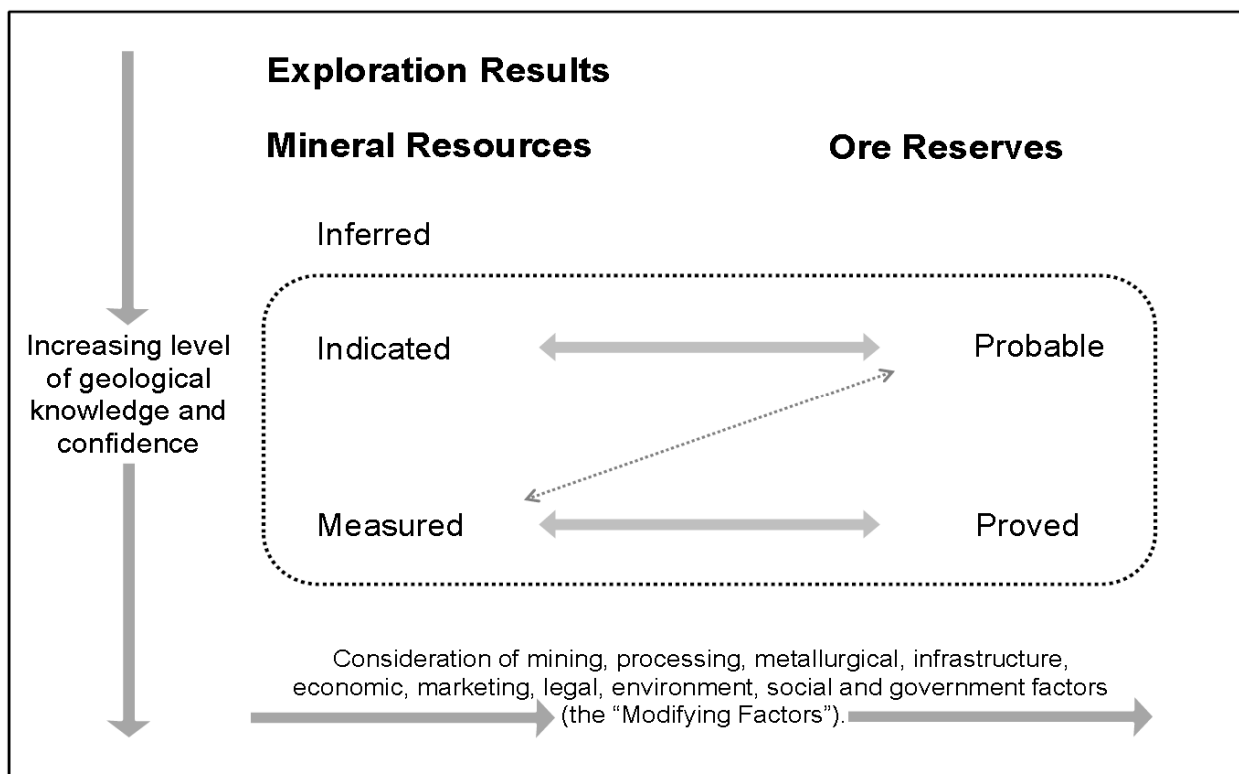 Exploration Results
Mineral Resources
Ore Reserves
Inferred
Increasing level
of geological
knowledge and
confidence
Indicated
Probable
Measured
Proved
Consideration of mining, processing, metallurgical, infrastructure,
economic, marketing, legal, environment, social and government factors
(the “Modifying Factors”).